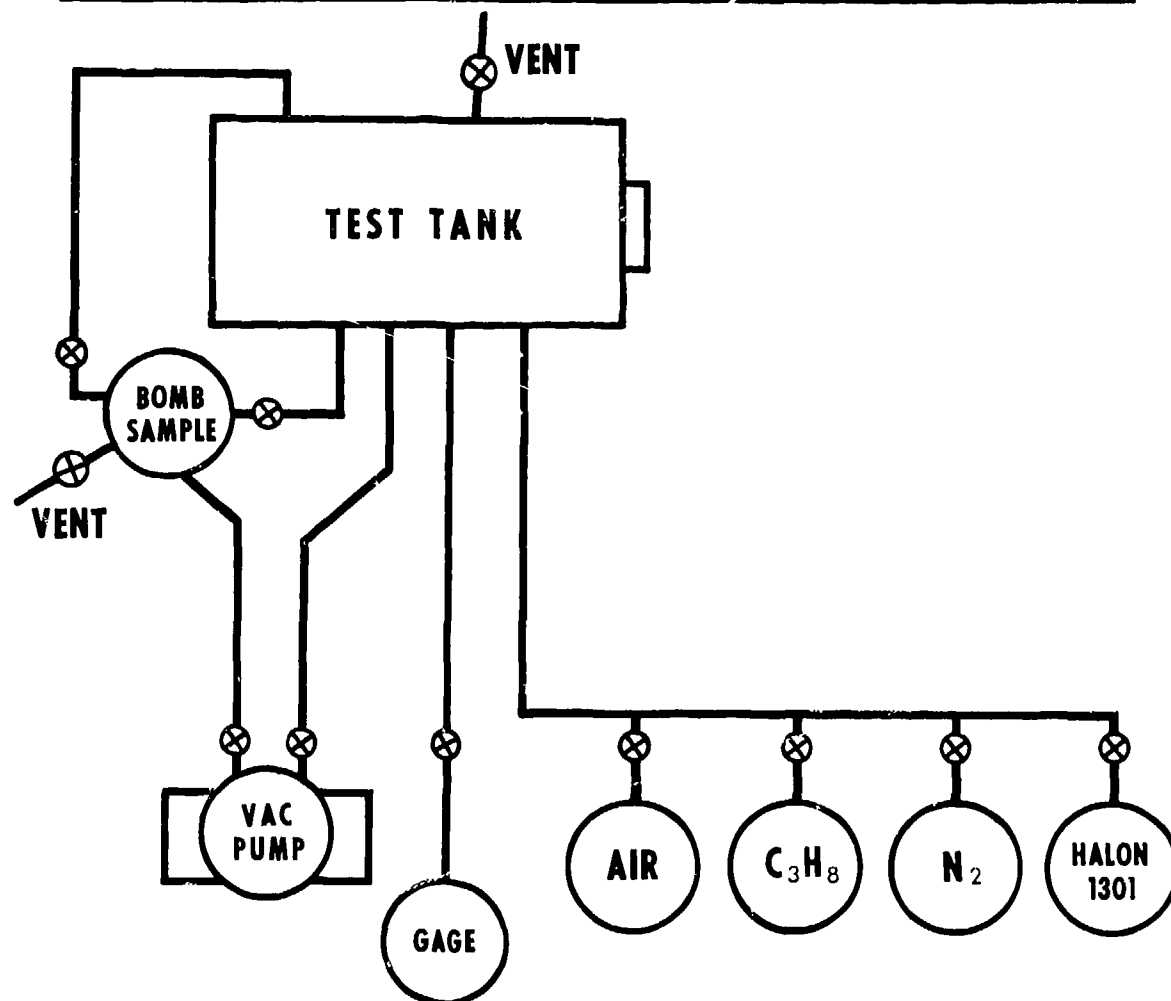 VENT
TEST TANK
BOMB
SAMPLE
VENT
VAC
PUMP
GAGE
AIR
C₃H₈
N₂
HALON
1301